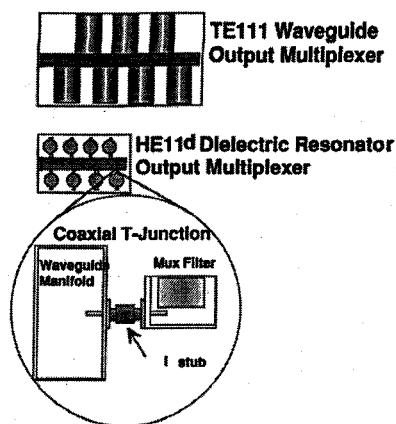 TE111 Waveguide
Output Multiplexer
HE11d Dielectric Resonator
Output Multiplexer
Coaxial T-Junction
Waveguide
Manifold
Mux Filter
l stub